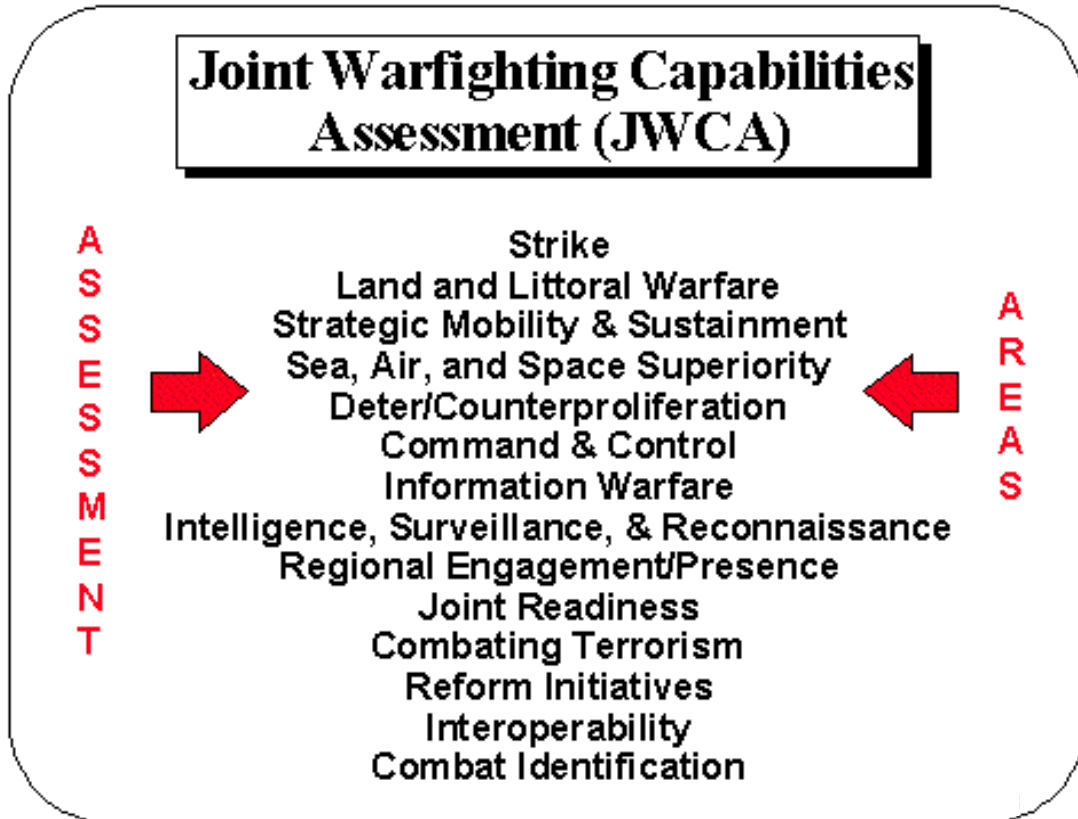 Joint Warfighting Capabilities
Assessment (JWCA)
ASSESSMENT
Strike
Land and Littoral Warfare
Strategic Mobility & Sustainment
Sea, Air, and Space Superiority
Deter/Counterproliferation
Command & Control
Information Warfare
Intelligence, Surveillance, & Reconnaissance
Regional Engagement/Presence
Joint Readiness
Combating Terrorism
Reform Initiatives
Interoperability
Combat Identification
AREAS